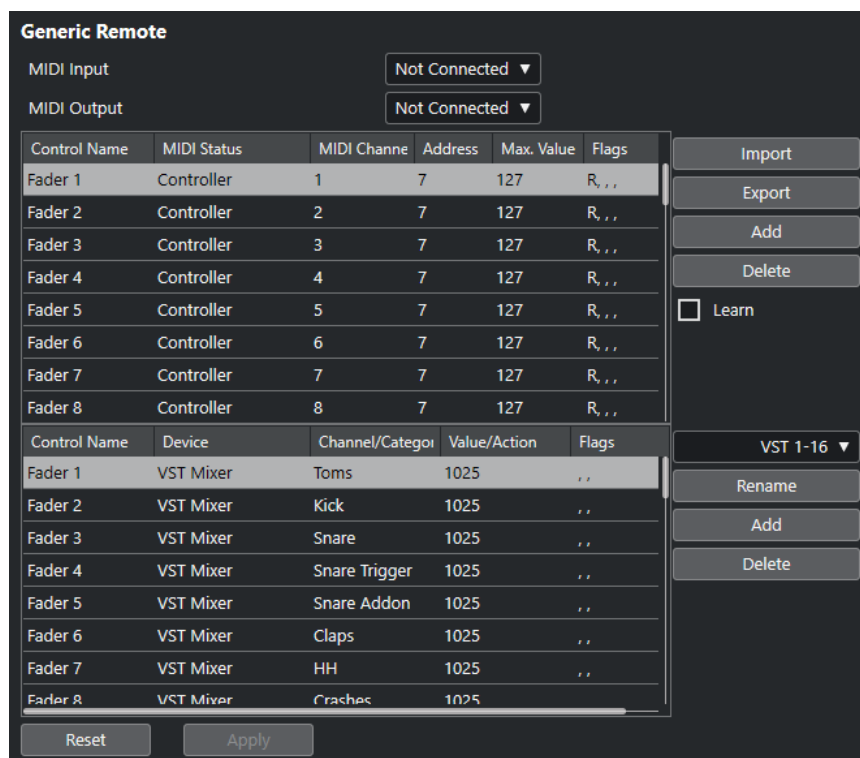 Generic Remote
MIDI Input Not Connected ▼
MIDI Output Not Connected ▼
Control Name MIDI Status MIDI Channe Address Max. Value Flags
Fader 1 Controller 1 7 127 R, , ,
Fader 2 Controller 2 7 127 R, , ,
Fader 3 Controller 3 7 127 R, , ,
Fader 4 Controller 4 7 127 R, , ,
Fader 5 Controller 5 7 127 R, , ,
Fader 6 Controller 6 7 127 R, , ,
Fader 7 Controller 7 7 127 R, , ,
Fader 8 Controller 8 7 127 R, , ,
Import
Export
Add
Delete
Learn
Control Name Device Channel/Categor Value/Action Flags
Fader 1 VST Mixer Toms 1025 , ,
Fader 2 VST Mixer Kick 1025 , ,
Fader 3 VST Mixer Snare 1025 , ,
Fader 4 VST Mixer Snare Trigger 1025 , ,
Fader 5 VST Mixer Snare Addon 1025 , ,
Fader 6 VST Mixer Claps 1025 , ,
Fader 7 VST Mixer HH 1025 , ,
Fader 8 VST Mixer Crashes 1025
VST 1-16 ▼
Rename
Add
Delete
Reset Apply